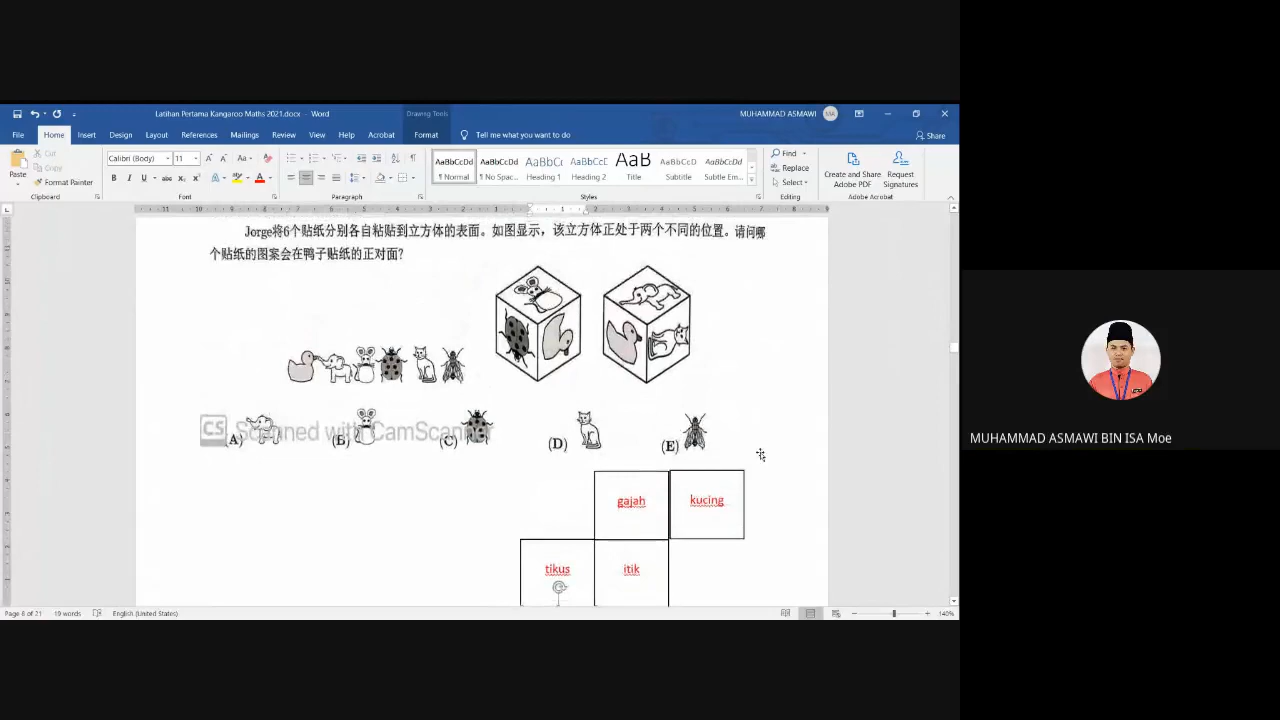 Latihan Pertama Kangaroo Maths 2021.docx - Word
Drawing Tools
MUHAMMAD ASMAWI
MA
File Home Insert Design Layout References Mailings Review View Help Acrobat Format Tell me what you want to do
Share
Cut
Copy
Paste
Format Painter
Clipboard
Calibri (Body) 11
Font
Paragraph
AaBbCcDd AaBbCcDd AaBbCc AaBbCcC AaB AaBbCcD AaBbCcDd
¶ Normal ¶ No Spac... Heading 1 Heading 2 Title Subtitle Subtle Em...
Styles
Find
Replace
Select
Editing
Create and Share Adobe PDF
Request Signatures
Adobe Acrobat
Jorge将6个贴纸分别各自粘贴到立方体的表面。如图显示，该立方体正处于两个不同的位置。请问哪
个贴纸的图案会在鸭子贴纸的正对面？
CS Scanned with CamScanner
(A) (B) (C) (D) (E)
gajah kucing
tikus itik
Page 8 of 21 19 words English (United States) 140%
MUHAMMAD ASMAWI BIN ISA Moe